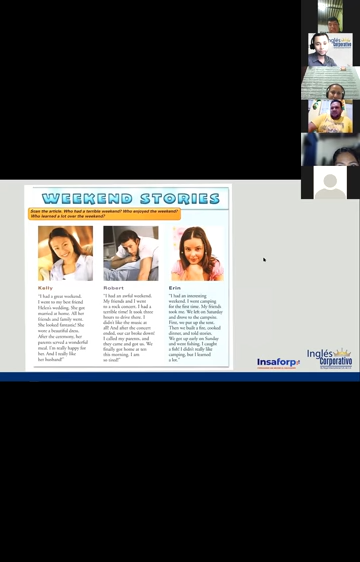 Inglés
Corporativo
WEEKEND STORIES
Scan the article. Who had a terrible weekend? Who enjoyed the weekend?
Who learned a lot over the weekend?
Kelly
"I had a great weekend.
I went to my best friend
Helen's wedding. She got
married at home. All her
friends and family were
there. She looked fantastic! She
wore a beautiful dress.
After the ceremony, her
parents served a wonderful
meal. I'm really happy for
her. And I really like
her husband!"
Robert
"I had an awful weekend.
My friends and I went
to a rock concert. I had a
terrible time! It took three
hours to drive there. I
didn't like the music at
all! And after the concert
ended, our car broke down!
I called my parents, and
they came and got us. We
finally got home at ten
this morning. I am
so tired!"
Erin
"I had an interesting
weekend. I went camping
for the first time. My friends
took me. We left on Saturday
and drove to the campsite.
First, we put up the tent.
Then we built a fire, cooked
dinner, and told stories.
We got up early on Sunday
and went fishing. I caught
a fish! I didn't really like
camping, but I learned
a lot."
Insaforp
Inglés
Corporativo